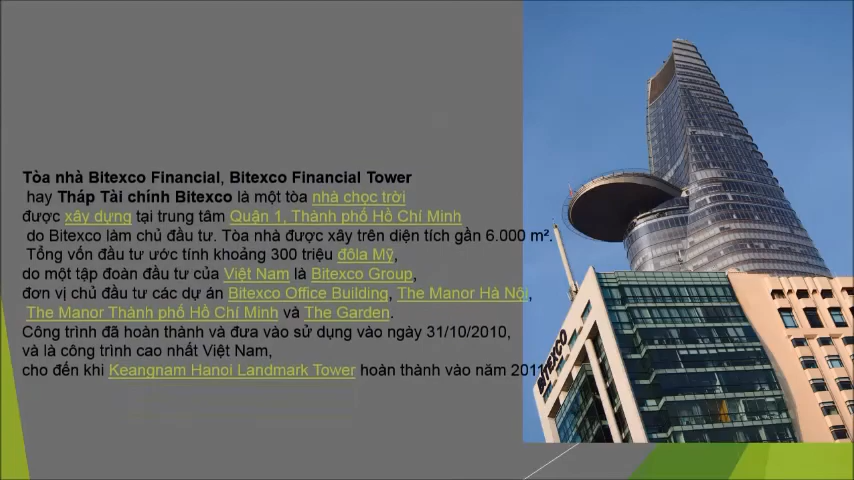 Tòa nhà Bitexco Financial, Bitexco Financial Tower
hay Tháp Tài chính Bitexco là một tòa nhà chọc trời
được xây dựng tại trung tâm Quận 1, Thành phố Hồ Chí Minh
do Bitexco làm chủ đầu tư. Tòa nhà được xây trên diện tích gần 6.000 m².
Tổng vốn đầu tư ước tính khoảng 300 triệu đôla Mỹ,
do một tập đoàn đầu tư của Việt Nam là Bitexco Group,
đơn vị chủ đầu tư các dự án Bitexco Office Building, The Manor Hà Nội,
The Manor Thành phố Hồ Chí Minh và The Garden.
Công trình đã hoàn thành và đưa vào sử dụng vào ngày 31/10/2010,
và là công trình cao nhất Việt Nam,
cho đến khi Keangnam Hanoi Landmark Tower hoàn thành vào năm 2011
BITEXCO